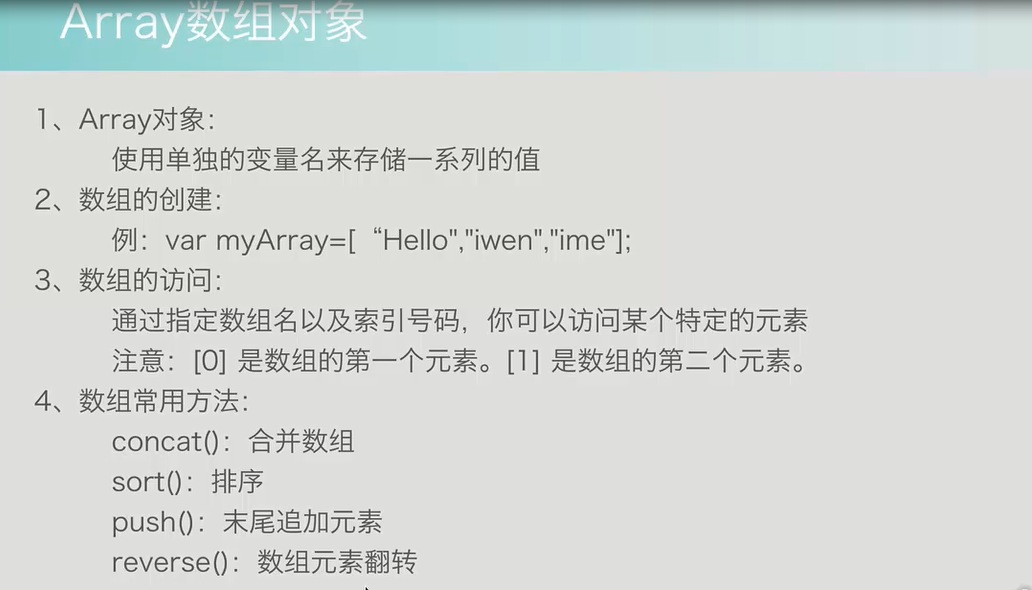 Array数组对象
1、Array对象：
使用单独的变量名来存储一系列的值
2、数组的创建：
例：var myArray=[ “Hello","iwen","ime"];
3、数组的访问：
通过指定数组名以及索引号码，你可以访问某个特定的元素
注意：[0] 是数组的第一个元素。[1] 是数组的第二个元素。
4、数组常用方法：
concat()：合并数组
sort()：排序
push()：末尾追加元素
reverse()：数组元素翻转